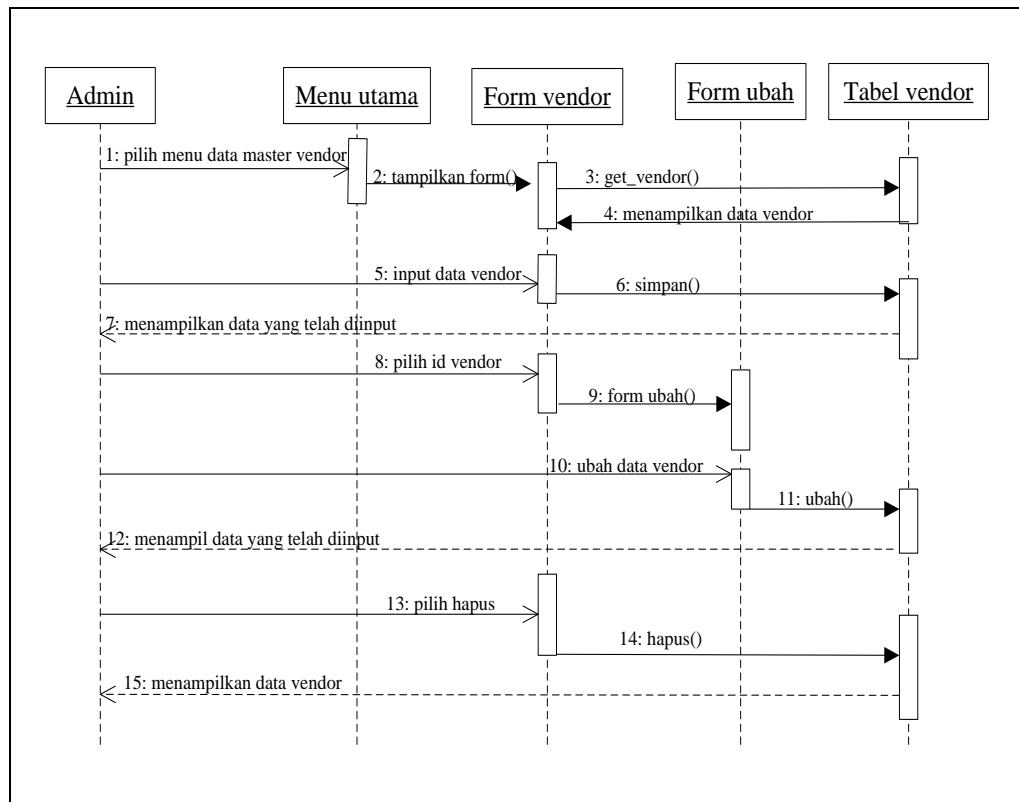 Admin
Menu utama
Form vendor
Form ubah
Tabel vendor
1: pilih menu data master vendor
2: tampilkan form()
3: get_vendor()
4: menampilkan data vendor
5: input data vendor
6: simpan()
7: menampilkan data yang telah diinput
8: pilih id vendor
9: form ubah()
10: ubah data vendor
11: ubah()
12: menampil data yang telah diinput
13: pilih hapus
14: hapus()
15: menampilkan data vendor